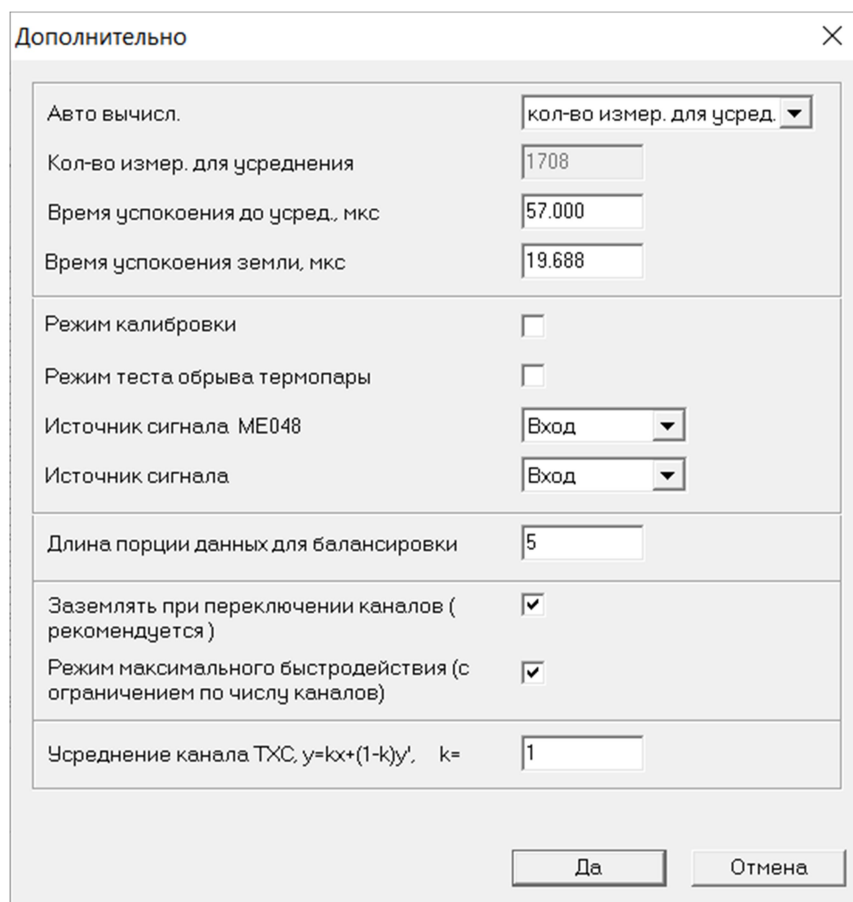 Дополнительно
Авто вычисл.
кол-во измер. для усред.
Кол-во измер. для усреднения
1708
Время успокоения до усред., мкс
57.000
Время успокоения земли, мкс
19.688
Режим калибровки
Режим теста обрыва термопары
Источник сигнала ME048
Вход
Источник сигнала
Вход
Длина порции данных для балансировки
5
Заземлять при переключении каналов (
рекомендуется )
Режим максимального быстродействия (с
ограничением по числу каналов)
Усреднение канала ТХС, y=kx+(1-k)y', k=
1
Да
Отмена